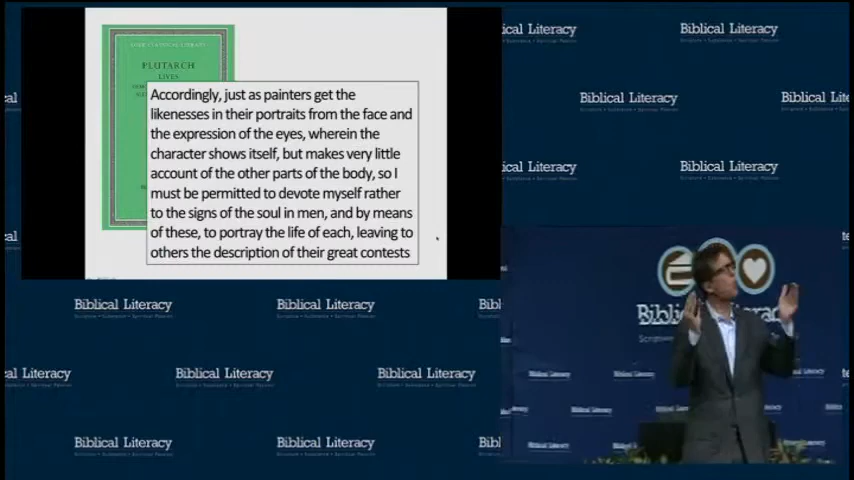 LOEB CLASSICAL LIBRARY
PLUTARCH
LIVES
Accordingly, just as painters get the
likenesses in their portraits from the face and
the expression of the eyes, wherein the
character shows itself, but makes very little
account of the other parts of the body, so I
must be permitted to devote myself rather
to the signs of the soul in men, and by means
of these, to portray the life of each, leaving to
others the description of their great contests
Biblical Literacy
Biblical Literacy
Biblical Literacy
Biblical Literacy
Biblical Literacy
Biblical Literacy
Biblical Literacy
Biblical Literacy
Biblical Literacy
Biblical Literacy
Biblical Literacy
Biblical Literacy
Biblical Literacy